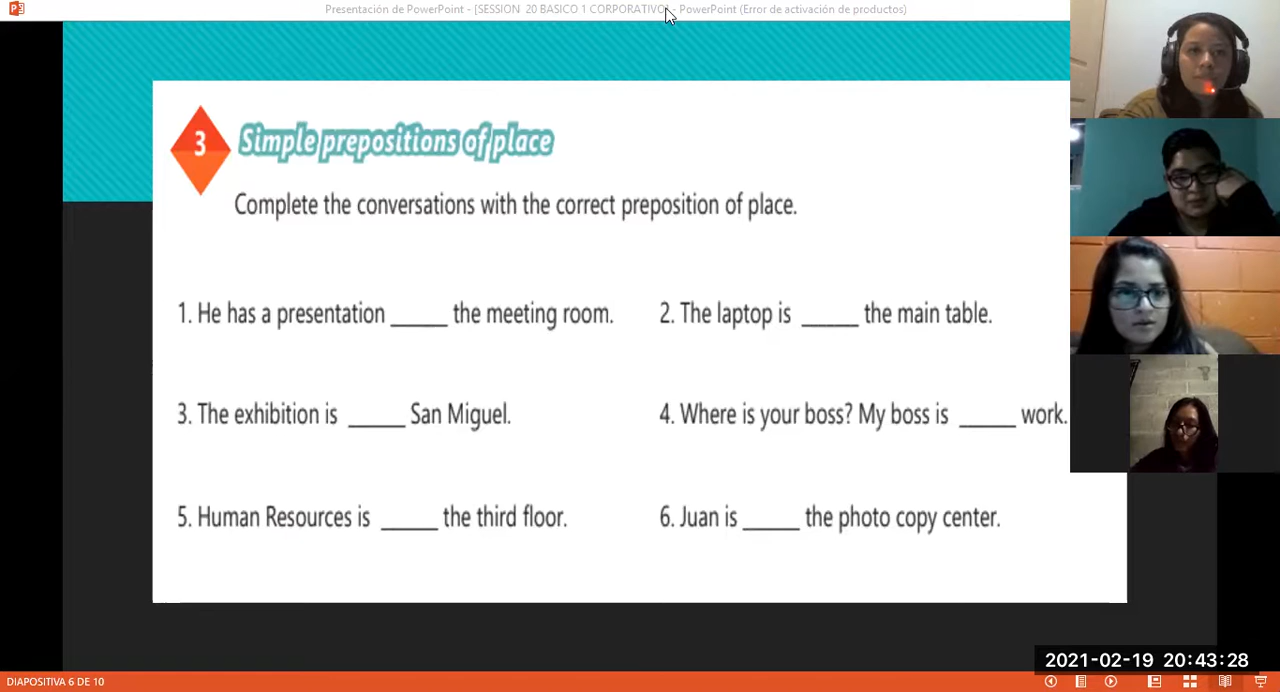 Presentación de PowerPoint - [SESSION 20 BASICO 1 CORPORATIVO] - PowerPoint (Error de activación de productos)
3
Simple prepositions of place
Complete the conversations with the correct preposition of place.
1. He has a presentation _____ the meeting room.
2. The laptop is _____ the main table.
3. The exhibition is _____ San Miguel.
4. Where is your boss? My boss is _____ work.
5. Human Resources is _____ the third floor.
6. Juan is _____ the photo copy center.
2021-02-19 20:43:28
DIAPOSITIVA 6 DE 10